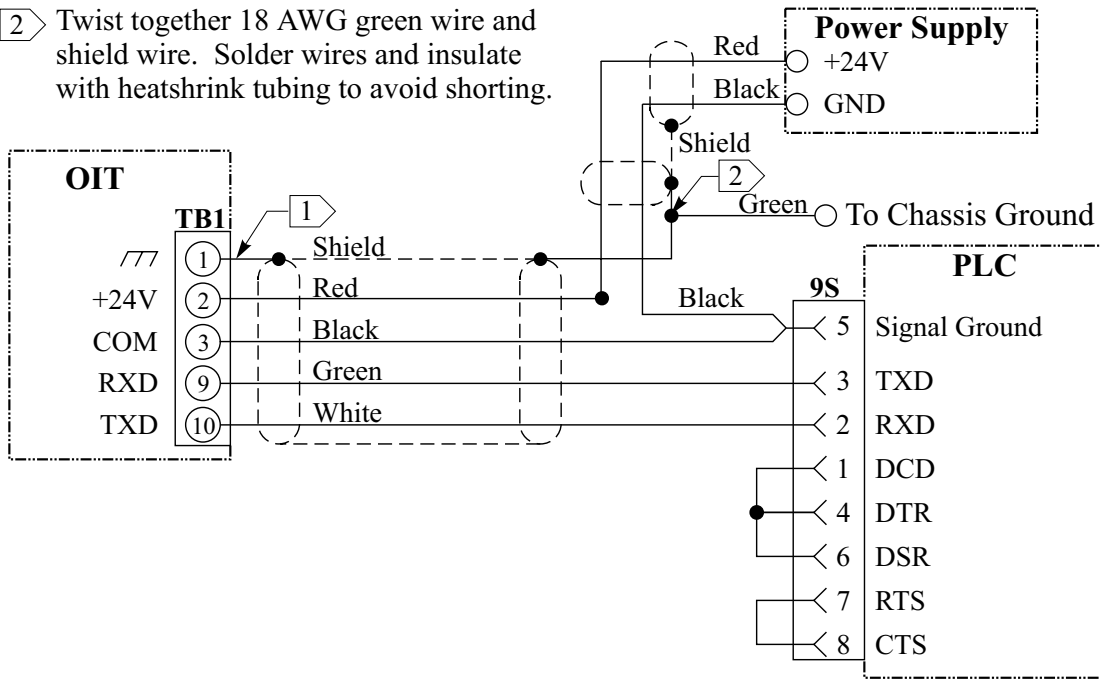 2 Twist together 18 AWG green wire and
shield wire. Solder wires and insulate
with heatshrink tubing to avoid shorting.
Power Supply
Red
+24V
Black
GND
Shield
2
Green
To Chassis Ground
OIT
TB1
1
1
Shield
+24V
2
Red
COM
3
Black
RXD
9
Green
TXD
10
White
PLC
9S
Black
5 Signal Ground
3 TXD
2 RXD
1 DCD
4 DTR
6 DSR
7 RTS
8 CTS